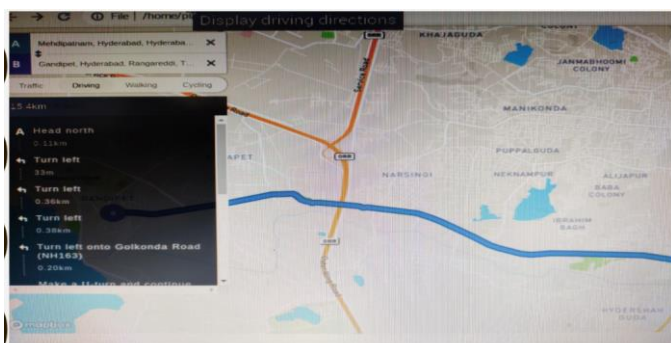 File | /home/pi
Display driving directions
A Mehdipatnam, Hyderabad, Hyderaba...
B Gandipet, Hyderabad, Rangareddi, T...
Traffic Driving Walking Cycling
15.4km
A Head north
0.11km
Turn left
33m
Turn left
0.36km
Turn left
0.38km
Turn left onto Golkonda Road
(NH163)
0.20km
Make a U-turn and continue
mapbox
KHAJAGUDA
COLONY
JANMABHOOMI
COLONY
MANIKONDA
PUPPALGUDA
NARSINGI
NEKNAMPUR
ALIJAPUR
BABA
COLONY
IBRAHIM
BAGH
HYDERSHAH
GUDA
GANDIPET